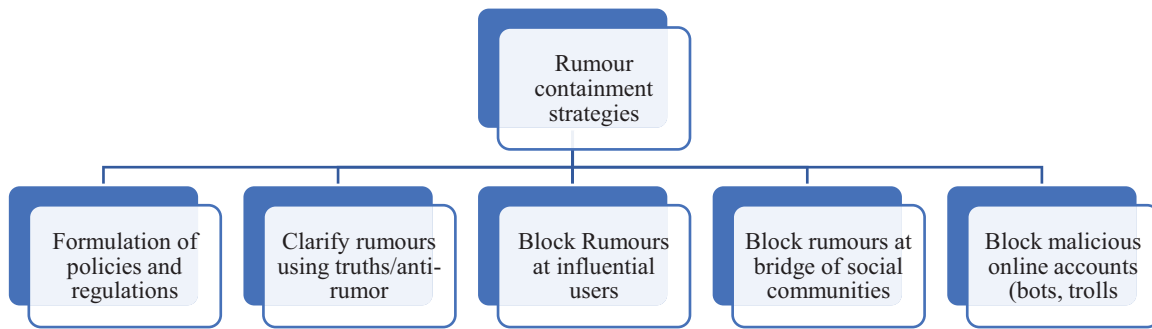 Rumour
containment
strategies
Formulation of
policies and
regulations
Clarify rumours
using truths/anti-
rumor
Block Rumours
at influential
users
Block rumours at
bridge of social
communities
Block malicious
online accounts
(bots, trolls